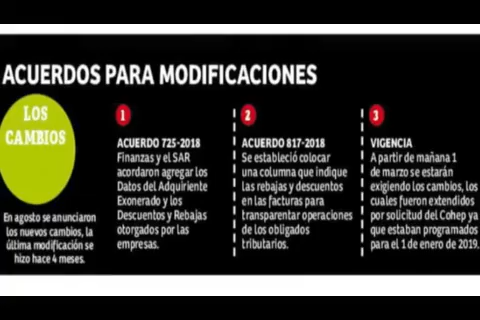 ACUERDOS PARA MODIFICACIONES
LOS
CAMBIOS
En agosto se anunciaron
los nuevos cambios, la
última modificación se
hizo hace 4 meses.
1
ACUERDO 725-2018
Finanzas y el SAR
acordaron agregar los
Datos del Adquiriente
Exonerado y los
Descuentos y Rebajas
otorgados por las
empresas.
2
ACUERDO 817-2018
Se estableció colocar
una columna que indique
las rebajas y descuentos
en las facturas para
transparentar operaciones
de los obligados
tributarios.
3
VIGENCIA
A partir de mañana 1
de marzo se estarán
exigiendo los cambios, los
cuales fueron extendidos
por solicitud del Cohep ya
que estaban programados
para el 1 de enero de 2019.